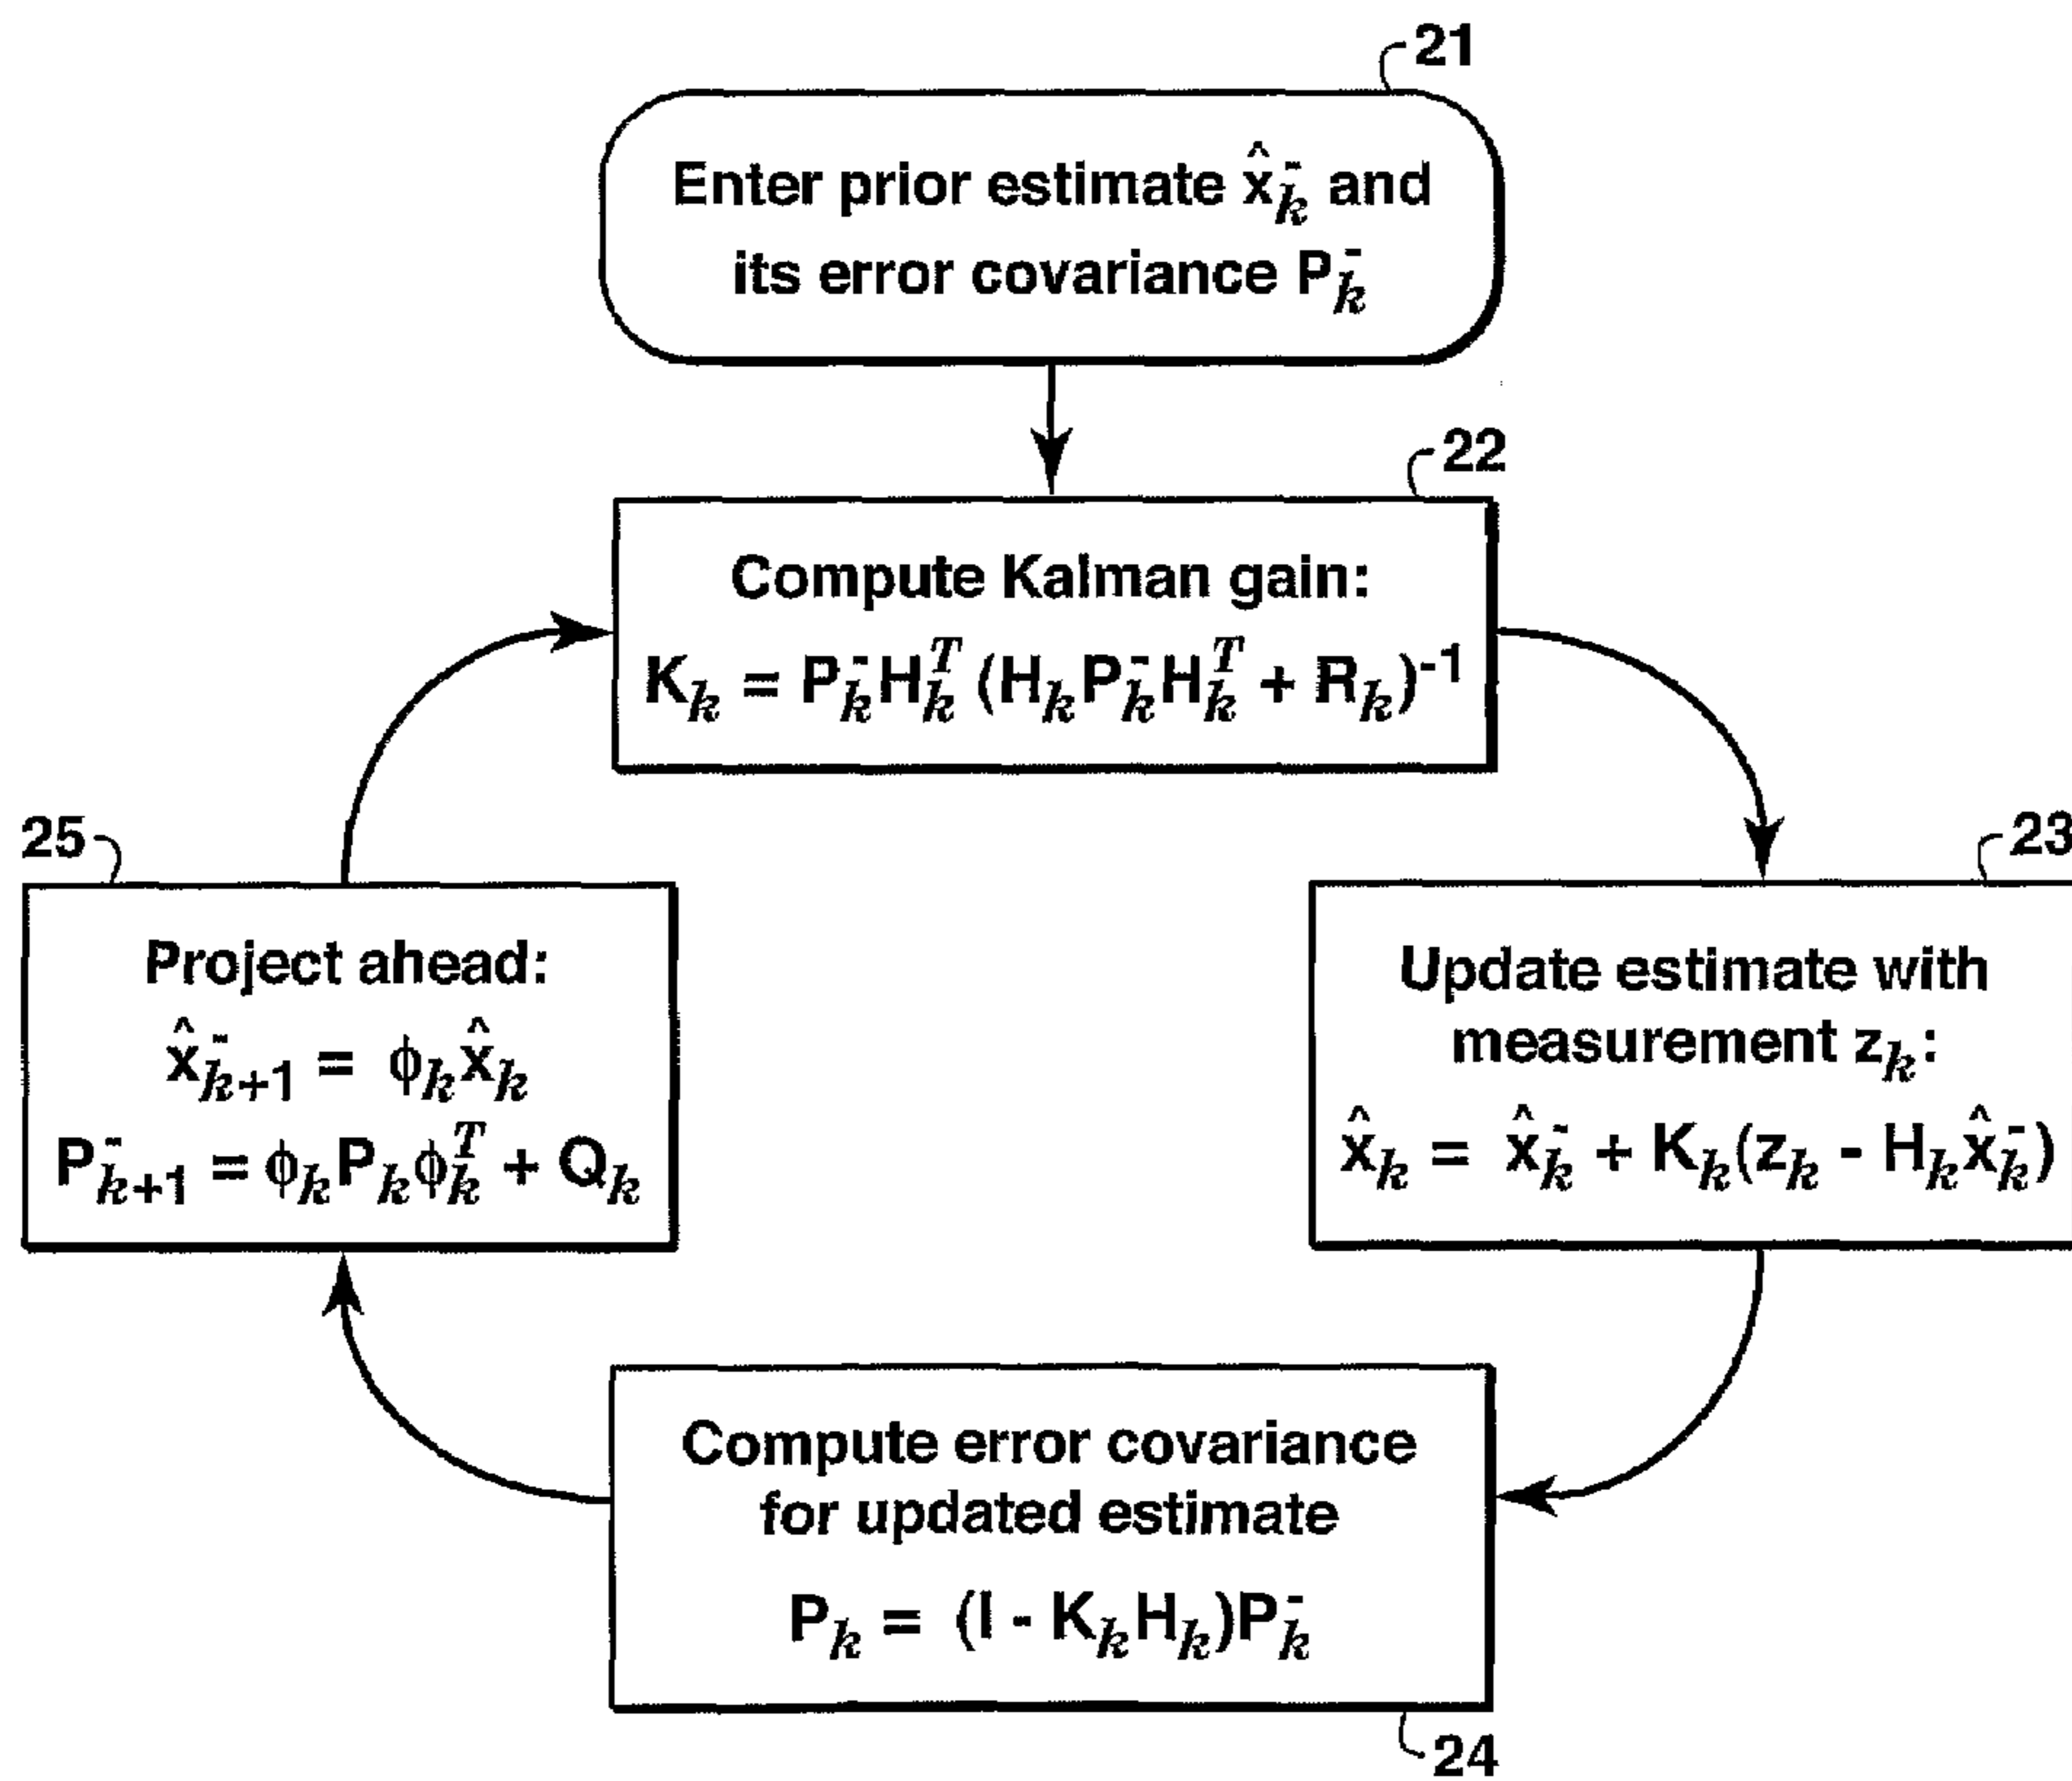 21
Enter prior estimate x̂ₖ⁻ and
its error covariance Pₖ⁻
22
Compute Kalman gain:
Kₖ = Pₖ⁻Hₖᵀ (HₖPₖ⁻Hₖᵀ + Rₖ)⁻¹
23
Update estimate with
measurement zₖ:
x̂ₖ = x̂ₖ⁻ + Kₖ(zₖ - Hₖx̂ₖ⁻)
25
Project ahead:
x̂ₖ₊₁⁻ = ϕₖx̂ₖ
Pₖ₊₁⁻ = ϕₖPₖϕₖᵀ + Qₖ
Compute error covariance
for updated estimate
Pₖ = (I - KₖHₖ)Pₖ⁻
24